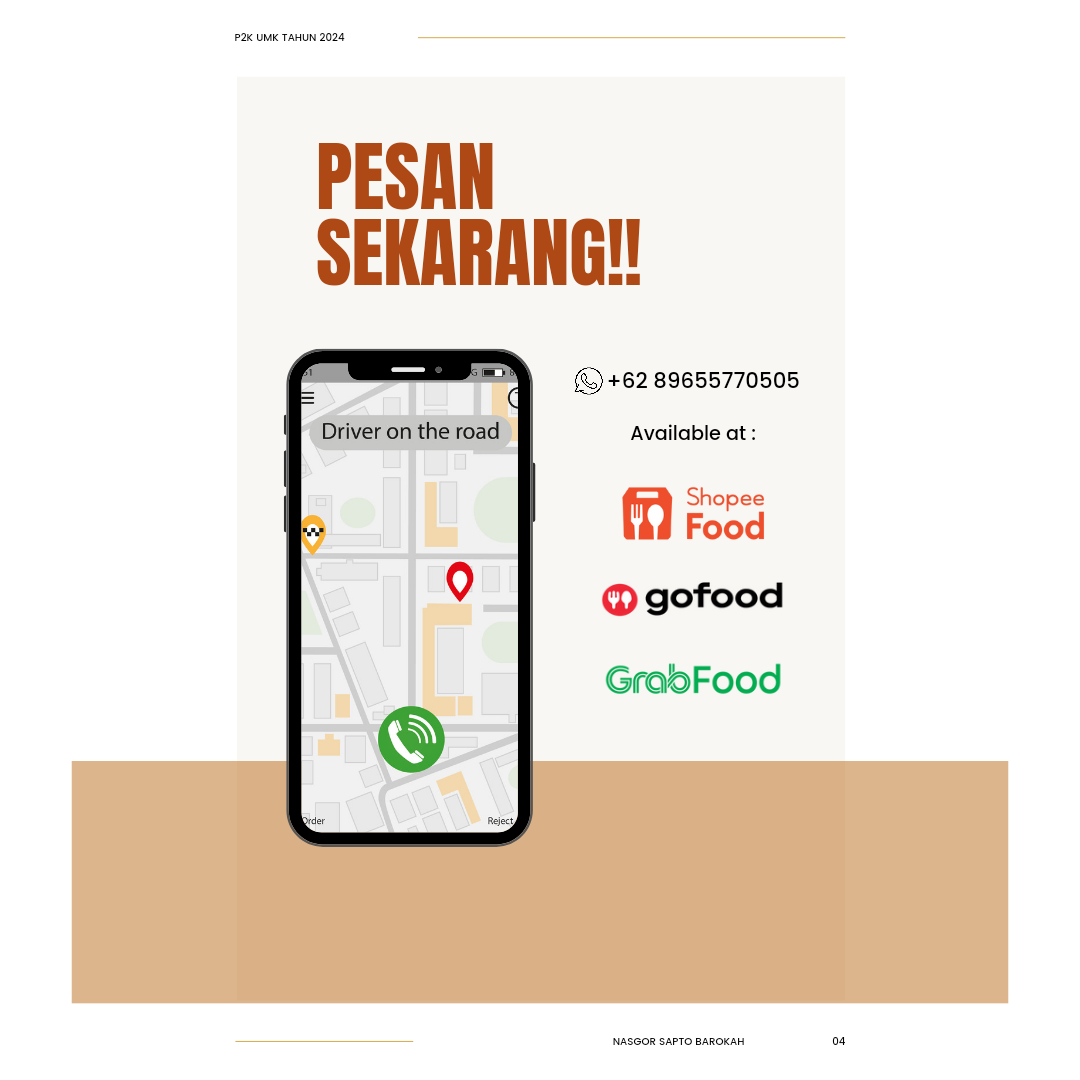 P2K UMK TAHUN 2024
PESAN
SEKARANG!!
Driver on the road
Order
Reject
+62 89655770505
Available at :
Shopee
Food
gofood
GrabFood
NASGOR SAPTO BAROKAH
04